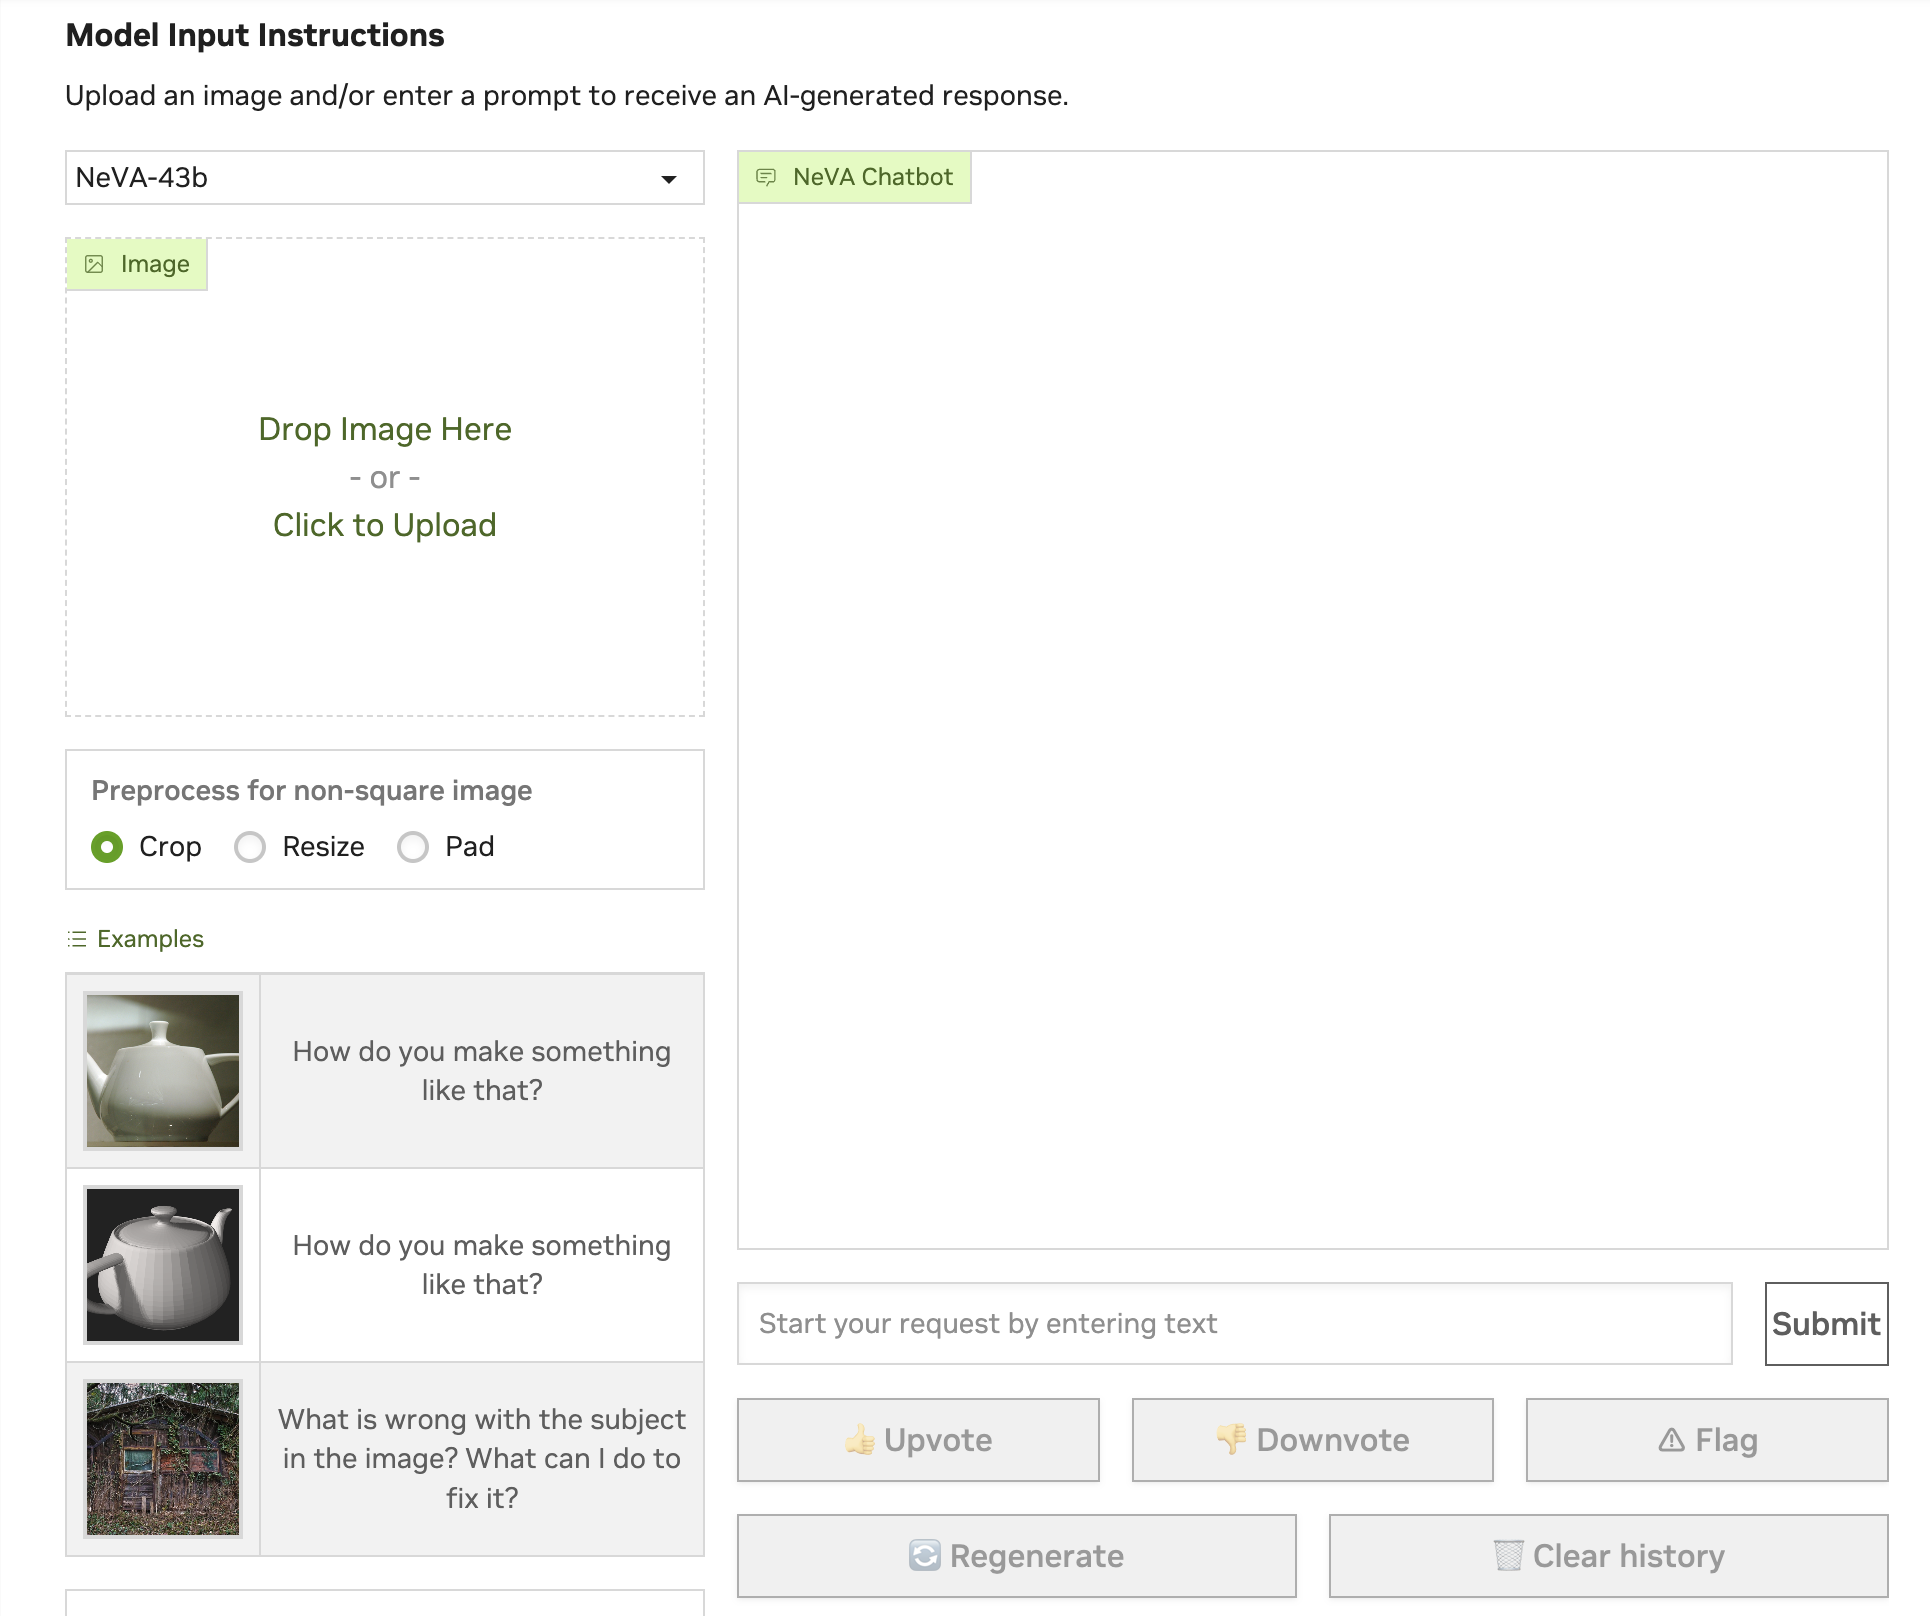 Model Input Instructions
Upload an image and/or enter a prompt to receive an AI-generated response.
NeVA-43b
Image
Drop Image Here
- or -
Click to Upload
Preprocess for non-square image
Crop Resize Pad
Examples
How do you make something
like that?
How do you make something
like that?
What is wrong with the subject
in the image? What can I do to
fix it?
NeVA Chatbot
Start your request by entering text
Submit
Upvote
Downvote
Flag
Regenerate
Clear history